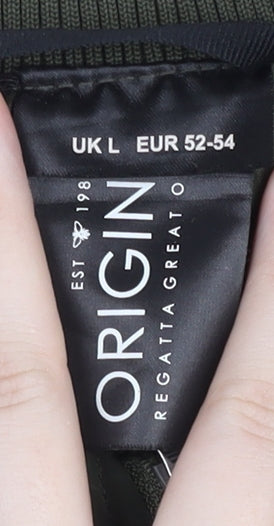 UK L EUR 52-54
EST 198
ORIGIN
REGATTA GREAT O